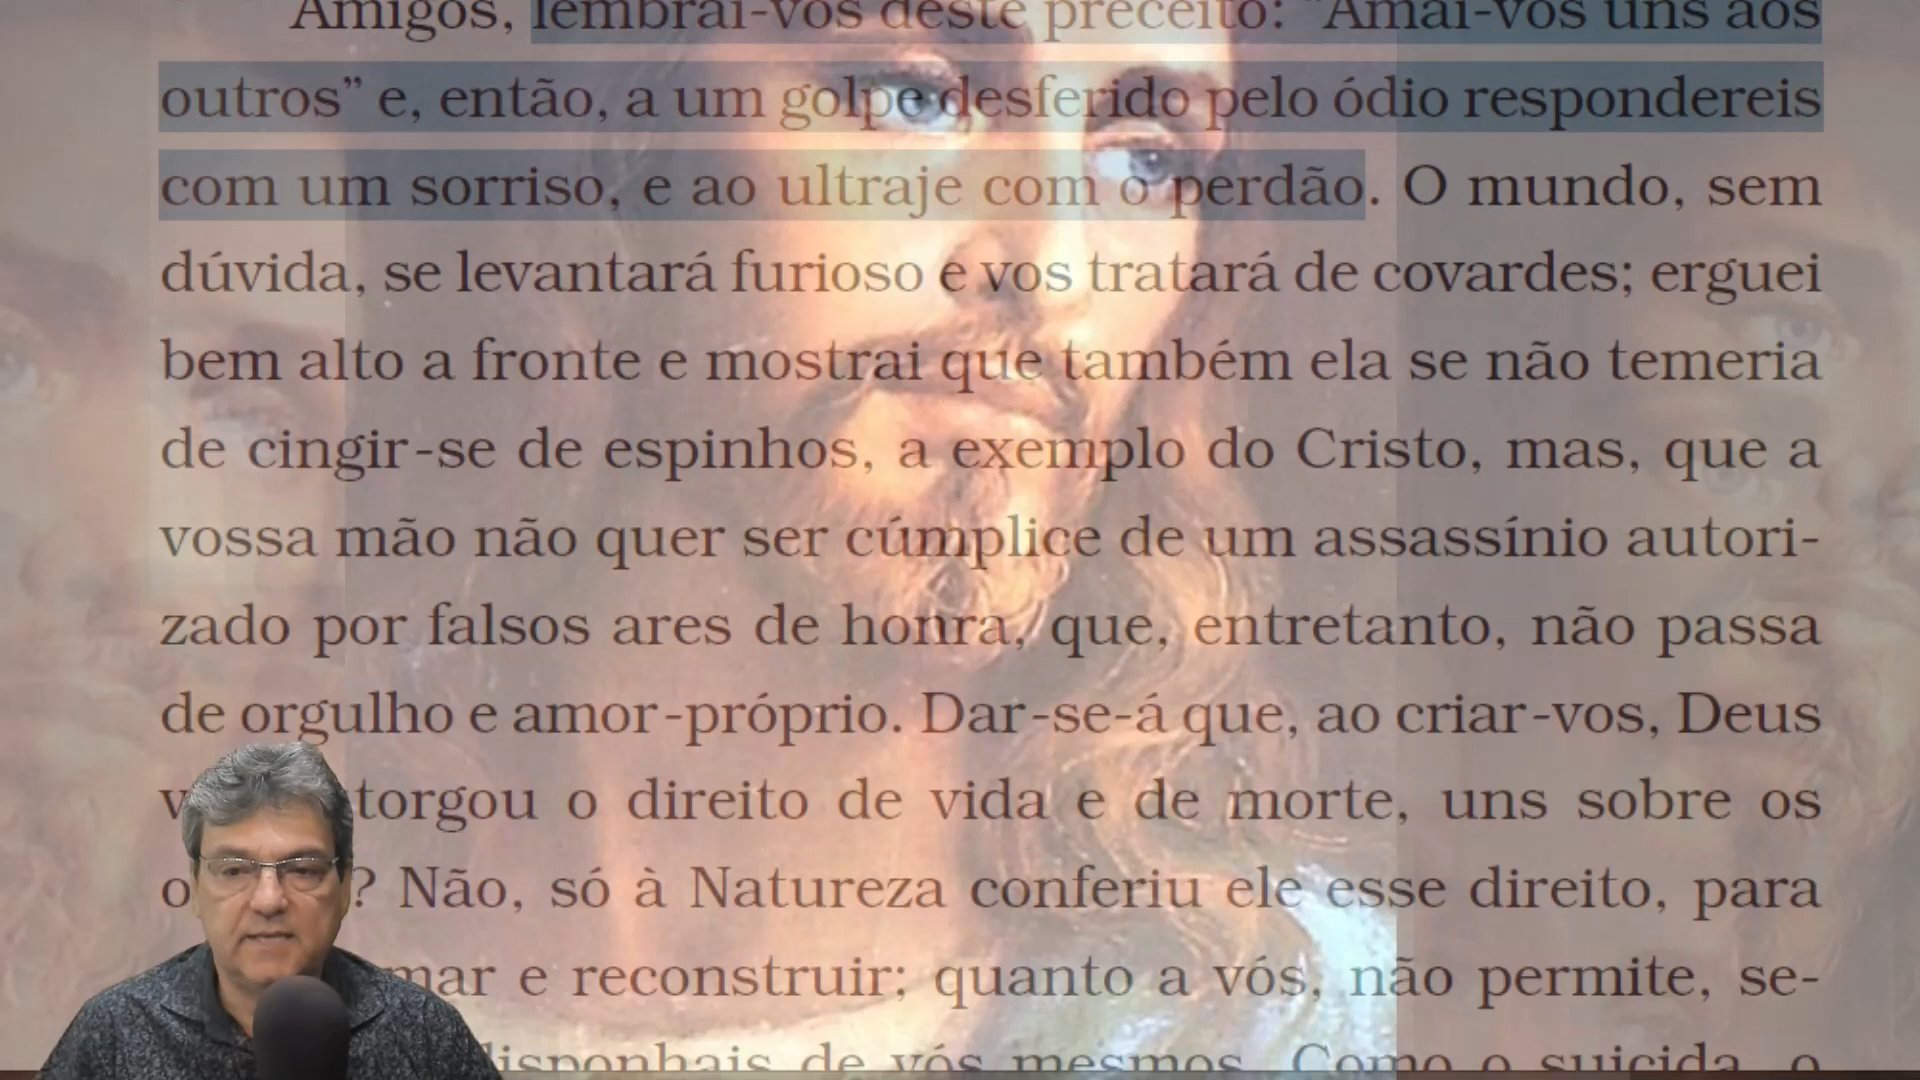 Amigos, lembrai-vos deste preceito: "Amai-vos uns aos
outros” e, então, a um golpe desferido pelo ódio respondereis
com um sorriso, e ao ultraje com o perdão. O mundo, sem
dúvida, se levantará furioso e vos tratará de covardes; erguei
bem alto a fronte e mostrai que também ela se não temeria
de cingir-se de espinhos, a exemplo do Cristo, mas, que a
vossa mão não quer ser cúmplice de um assassínio autori-
zado por falsos ares de honra, que, entretanto, não passa
de orgulho e amor-próprio. Dar-se-á que, ao criar-vos, Deus
o direito de vida e de morte, uns sobre os
? Não, só à Natureza conferiu ele esse direito, para
e reconstruir; quanto a vós, não permite, se-
de vós mesmos. Como o suicida, o